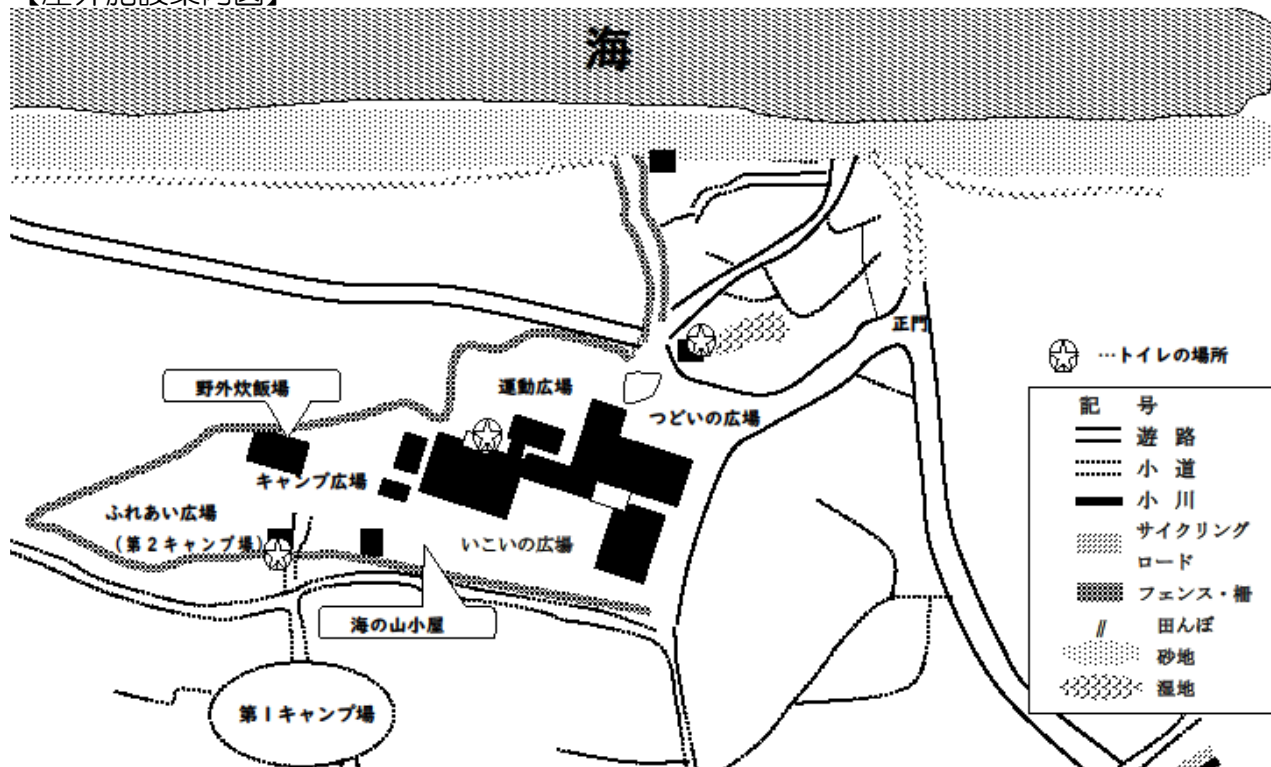 【屋外施設案内図】
海
正門
…トイレの場所
野外炊飯場
運動広場
つどいの広場
キャンプ広場
ふれあい広場
(第2キャンプ場)
いこいの広場
海の山小屋
第1キャンプ場
記 号
遊 路
小 道
小 川
サイクリング
ロード
フェンス・柵
田んぼ
砂地
湿地